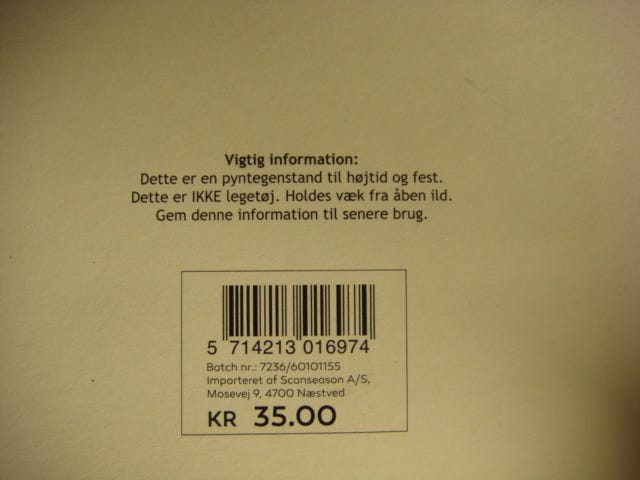 Vigtig information:
Dette er en pyntegenstand til højtid og fest.
Dette er IKKE legetøj. Holdes væk fra åben ild.
Gem denne information til senere brug.
5 714213 016974
Batch nr.: 7236/60101155
Importeret af Scanseason A/S,
Mosevej 9, 4700 Næstved
KR 35.00